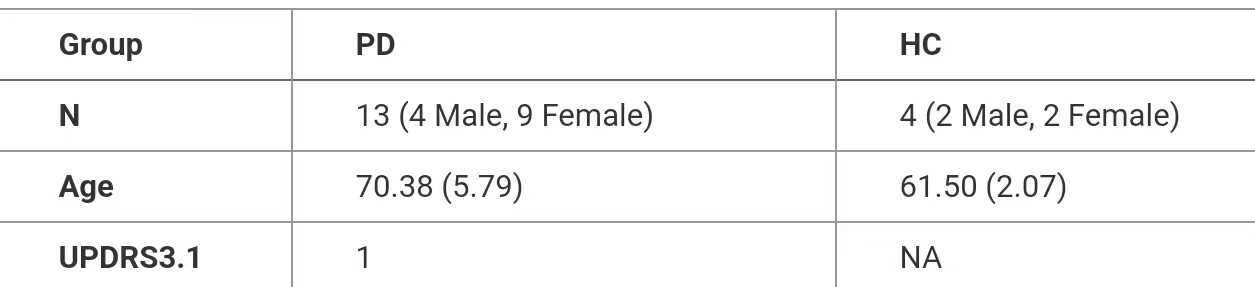 Group PD HC
N 13 (4 Male, 9 Female) 4 (2 Male, 2 Female)
Age 70.38 (5.79) 61.50 (2.07)
UPDRS3.1 1 NA